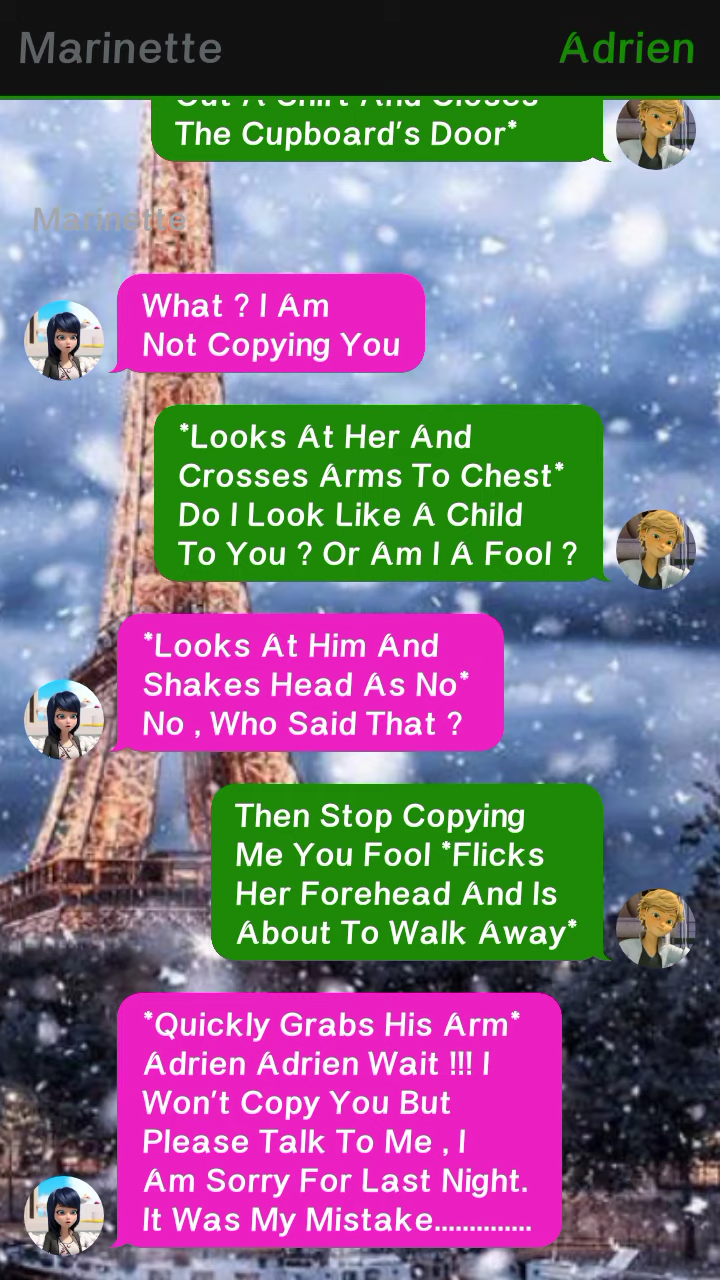 Marinette
Adrien
Out A Shirt And Closes
The Cupboard's Door*
Marinette
What ? I Am
Not Copying You
*Looks At Her And
Crosses Arms To Chest*
Do I Look Like A Child
To You ? Or Am I A Fool ?
*Looks At Him And
Shakes Head As No*
No , Who Said That ?
Then Stop Copying
Me You Fool *Flicks
Her Forehead And Is
About To Walk Away*
*Quickly Grabs His Arm*
Adrien Adrien Wait !!! I
Won't Copy You But
Please Talk To Me , I
Am Sorry For Last Night.
It Was My Mistake..............